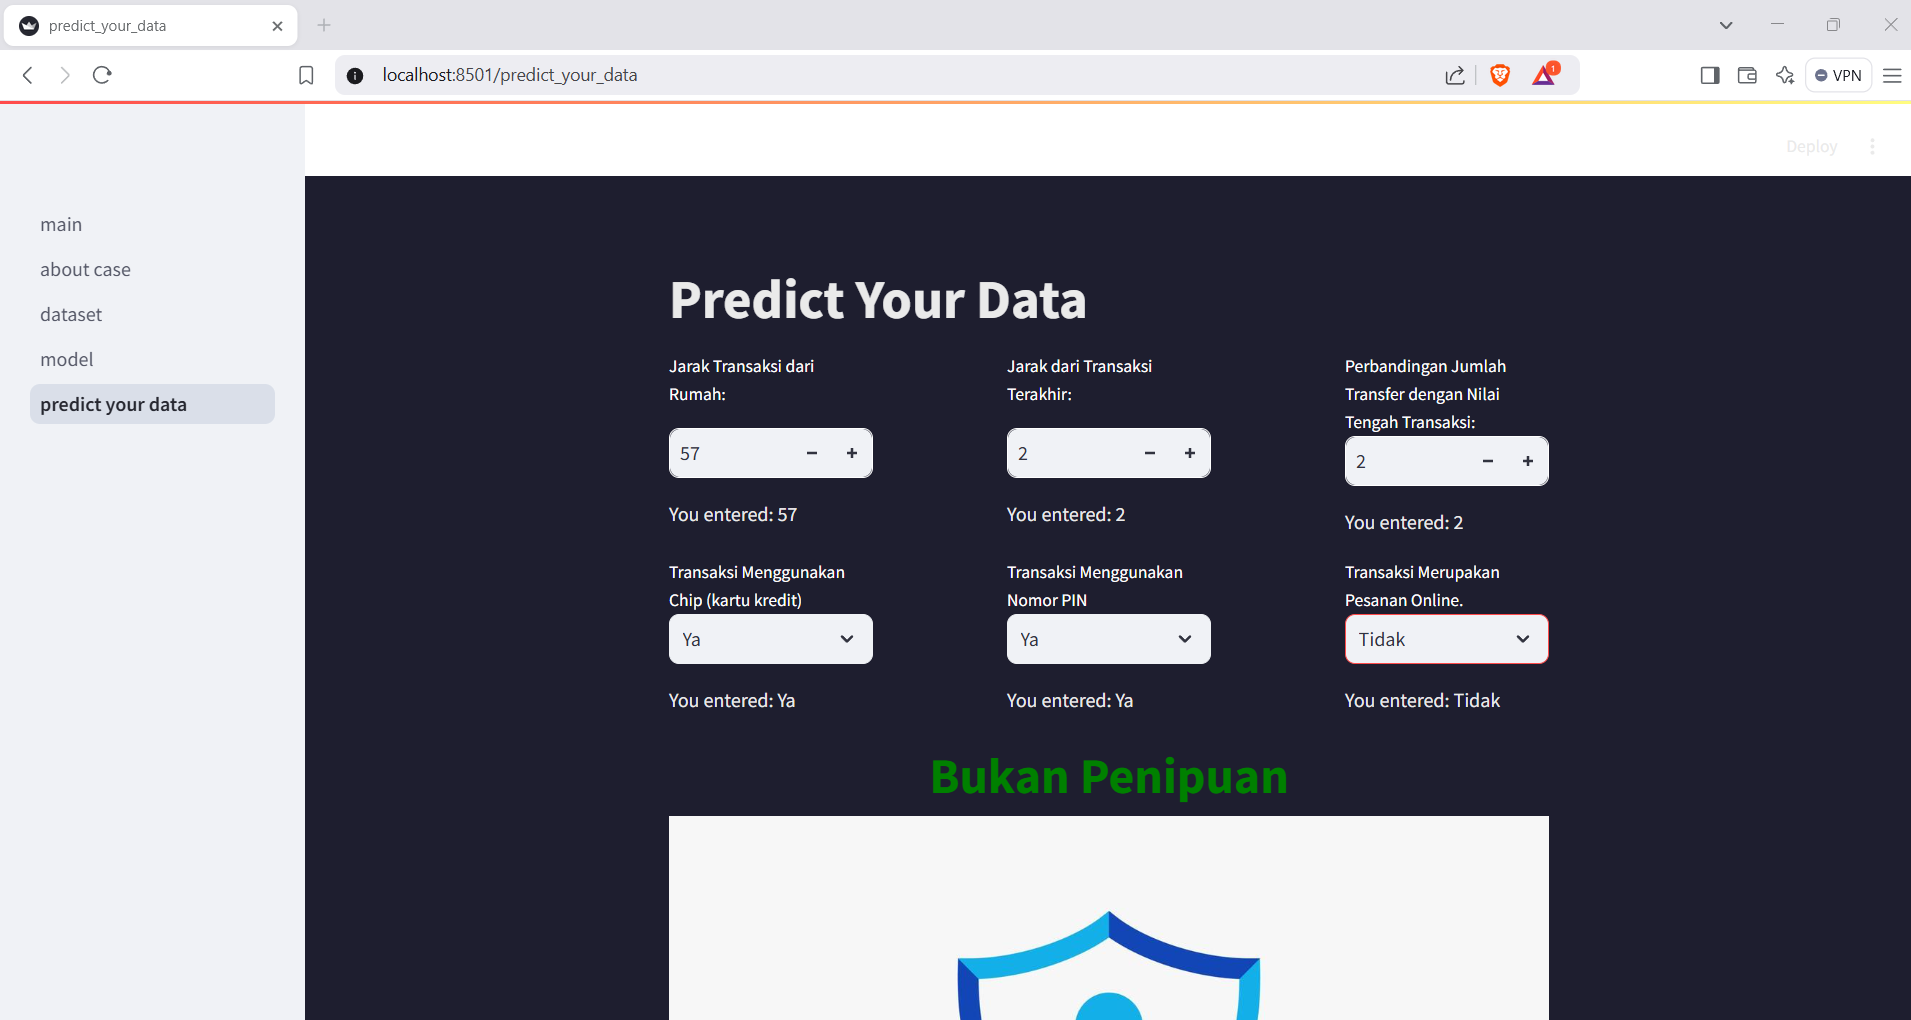 predict_your_data
localhost:8501/predict_your_data
1
VPN
Deploy
main
about case
dataset
model
predict your data
Predict Your Data
Jarak Transaksi dari
Rumah:
57
You entered: 57
Jarak dari Transaksi
Terakhir:
2
You entered: 2
Perbandingan Jumlah
Transfer dengan Nilai
Tengah Transaksi:
2
You entered: 2
Transaksi Menggunakan
Chip (kartu kredit)
Ya
You entered: Ya
Transaksi Menggunakan
Nomor PIN
Ya
You entered: Ya
Transaksi Merupakan
Pesanan Online.
Tidak
You entered: Tidak
Bukan Penipuan